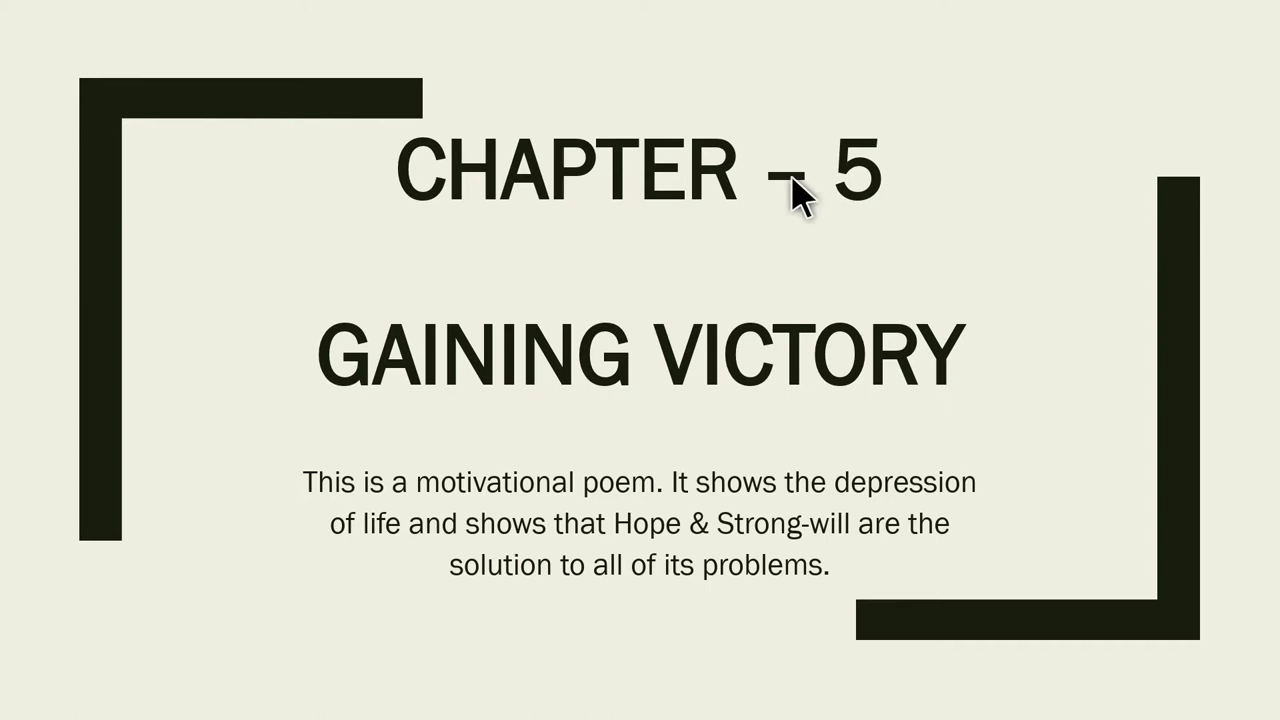 CHAPTER – 5
GAINING VICTORY
This is a motivational poem. It shows the depression
of life and shows that Hope & Strong-will are the
solution to all of its problems.